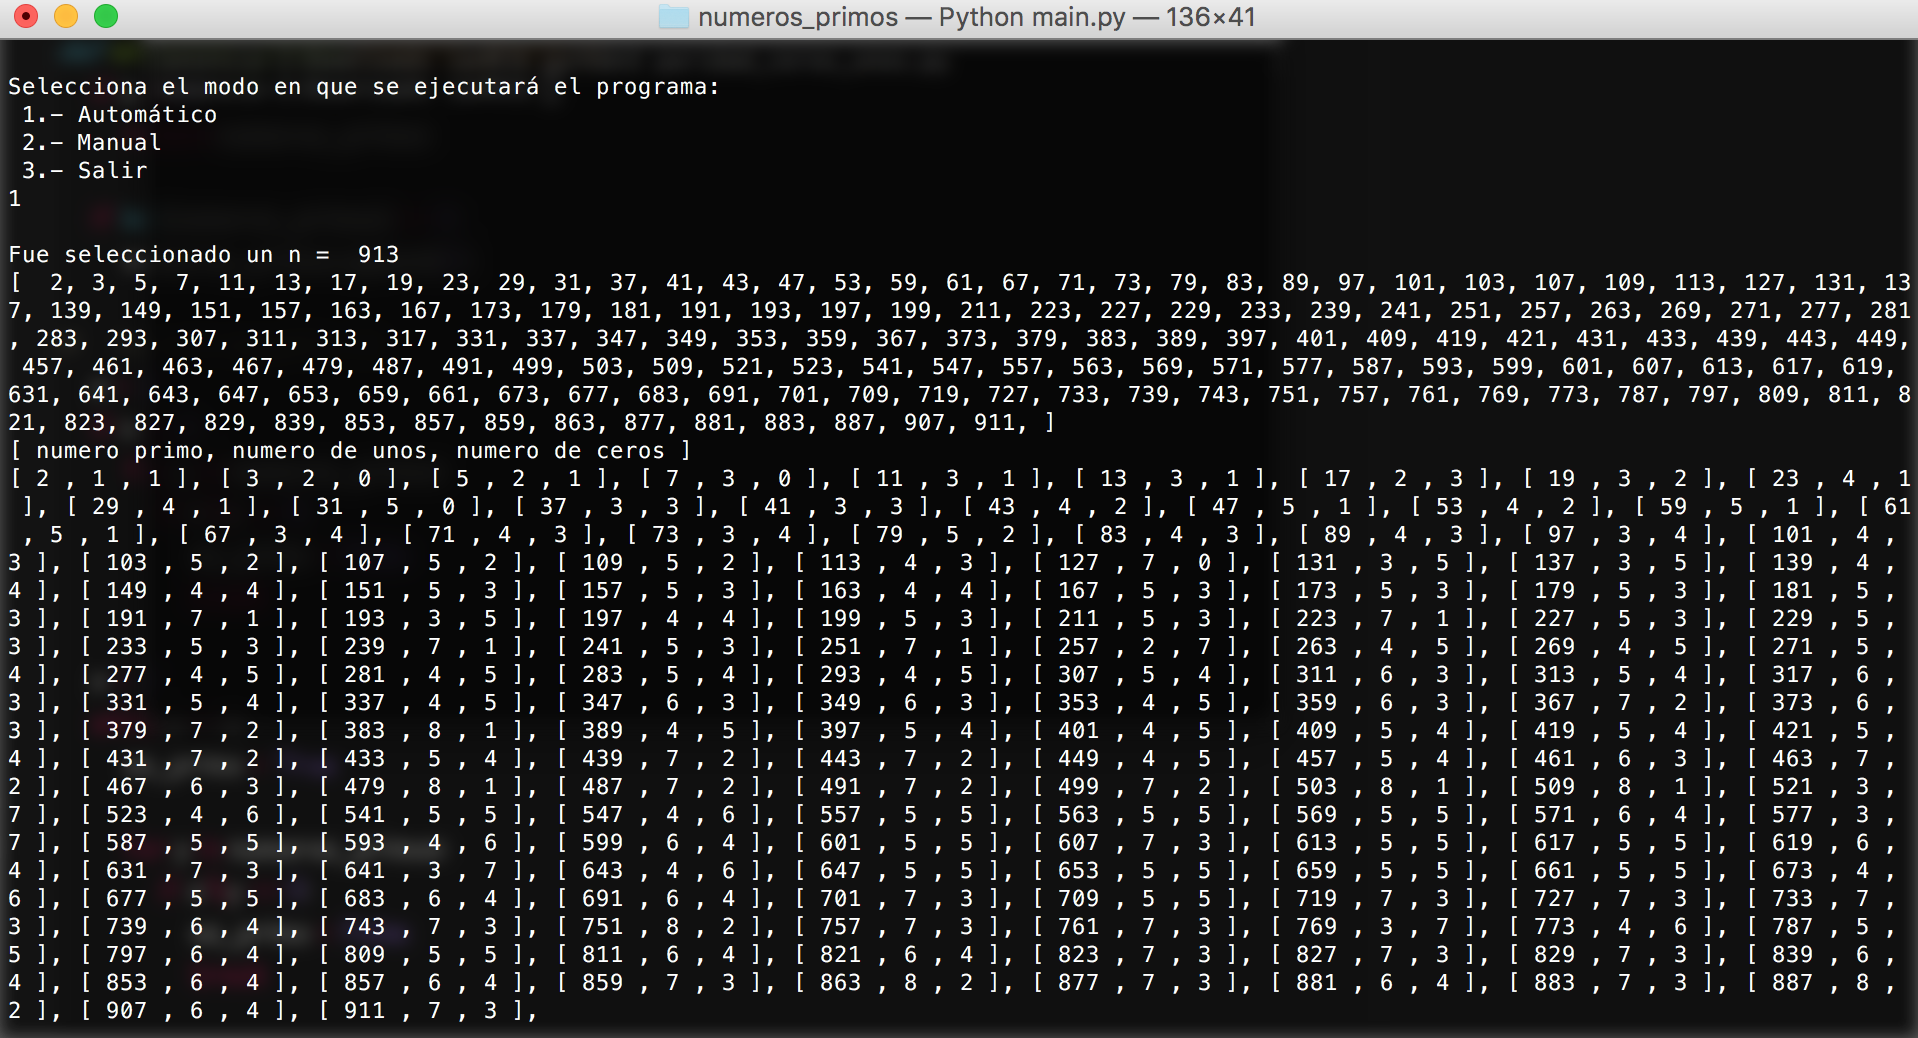 numeros_primos — Python main.py — 136×41
Selecciona el modo en que se ejecutará el programa:
1.- Automático
2.- Manual
3.- Salir
1
Fue seleccionado un n =  913
[  2, 3, 5, 7, 11, 13, 17, 19, 23, 29, 31, 37, 41, 43, 47, 53, 59, 61, 67, 71, 73, 79, 83, 89, 97, 101, 103, 107, 109, 113, 127, 131, 13
7, 139, 149, 151, 157, 163, 167, 173, 179, 181, 191, 193, 197, 199, 211, 223, 227, 229, 233, 239, 241, 251, 257, 263, 269, 271, 277, 281
, 283, 293, 307, 311, 313, 317, 331, 337, 347, 349, 353, 359, 367, 373, 379, 383, 389, 397, 401, 409, 419, 421, 431, 433, 439, 443, 449,
457, 461, 463, 467, 479, 487, 491, 499, 503, 509, 521, 523, 541, 547, 557, 563, 569, 571, 577, 587, 593, 599, 601, 607, 613, 617, 619,
631, 641, 643, 647, 653, 659, 661, 673, 677, 683, 691, 701, 709, 719, 727, 733, 739, 743, 751, 757, 761, 769, 773, 787, 797, 809, 811, 8
21, 823, 827, 829, 839, 853, 857, 859, 863, 877, 881, 883, 887, 907, 911, ]
[ numero primo, numero de unos, numero de ceros ]
[ 2 , 1 , 1 ], [ 3 , 2 , 0 ], [ 5 , 2 , 1 ], [ 7 , 3 , 0 ], [ 11 , 3 , 1 ], [ 13 , 3 , 1 ], [ 17 , 2 , 3 ], [ 19 , 3 , 2 ], [ 23 , 4 , 1
], [ 29 , 4 , 1 ], [ 31 , 5 , 0 ], [ 37 , 3 , 3 ], [ 41 , 3 , 3 ], [ 43 , 4 , 2 ], [ 47 , 5 , 1 ], [ 53 , 4 , 2 ], [ 59 , 5 , 1 ], [ 61
, 5 , 1 ], [ 67 , 3 , 4 ], [ 71 , 4 , 3 ], [ 73 , 3 , 4 ], [ 79 , 5 , 2 ], [ 83 , 4 , 3 ], [ 89 , 4 , 3 ], [ 97 , 3 , 4 ], [ 101 , 4 ,
3 ], [ 103 , 5 , 2 ], [ 107 , 5 , 2 ], [ 109 , 5 , 2 ], [ 113 , 4 , 3 ], [ 127 , 7 , 0 ], [ 131 , 3 , 5 ], [ 137 , 3 , 5 ], [ 139 , 4 ,
4 ], [ 149 , 4 , 4 ], [ 151 , 5 , 3 ], [ 157 , 5 , 3 ], [ 163 , 4 , 4 ], [ 167 , 5 , 3 ], [ 173 , 5 , 3 ], [ 179 , 5 , 3 ], [ 181 , 5 ,
3 ], [ 191 , 7 , 1 ], [ 193 , 3 , 5 ], [ 197 , 4 , 4 ], [ 199 , 5 , 3 ], [ 211 , 5 , 3 ], [ 223 , 7 , 1 ], [ 227 , 5 , 3 ], [ 229 , 5 ,
3 ], [ 233 , 5 , 3 ], [ 239 , 7 , 1 ], [ 241 , 5 , 3 ], [ 251 , 7 , 1 ], [ 257 , 2 , 7 ], [ 263 , 4 , 5 ], [ 269 , 4 , 5 ], [ 271 , 5 ,
4 ], [ 277 , 4 , 5 ], [ 281 , 4 , 5 ], [ 283 , 5 , 4 ], [ 293 , 4 , 5 ], [ 307 , 5 , 4 ], [ 311 , 6 , 3 ], [ 313 , 5 , 4 ], [ 317 , 6 ,
3 ], [ 331 , 5 , 4 ], [ 337 , 4 , 5 ], [ 347 , 6 , 3 ], [ 349 , 6 , 3 ], [ 353 , 4 , 5 ], [ 359 , 6 , 3 ], [ 367 , 7 , 2 ], [ 373 , 6 ,
3 ], [ 379 , 7 , 2 ], [ 383 , 8 , 1 ], [ 389 , 4 , 5 ], [ 397 , 5 , 4 ], [ 401 , 4 , 5 ], [ 409 , 5 , 4 ], [ 419 , 5 , 4 ], [ 421 , 5 ,
4 ], [ 431 , 7 , 2 ], [ 433 , 5 , 4 ], [ 439 , 7 , 2 ], [ 443 , 7 , 2 ], [ 449 , 4 , 5 ], [ 457 , 5 , 4 ], [ 461 , 6 , 3 ], [ 463 , 7 ,
2 ], [ 467 , 6 , 3 ], [ 479 , 8 , 1 ], [ 487 , 7 , 2 ], [ 491 , 7 , 2 ], [ 499 , 7 , 2 ], [ 503 , 8 , 1 ], [ 509 , 8 , 1 ], [ 521 , 3 ,
7 ], [ 523 , 4 , 6 ], [ 541 , 5 , 5 ], [ 547 , 4 , 6 ], [ 557 , 5 , 5 ], [ 563 , 5 , 5 ], [ 569 , 5 , 5 ], [ 571 , 6 , 4 ], [ 577 , 3 ,
7 ], [ 587 , 5 , 5 ], [ 593 , 4 , 6 ], [ 599 , 6 , 4 ], [ 601 , 5 , 5 ], [ 607 , 7 , 3 ], [ 613 , 5 , 5 ], [ 617 , 5 , 5 ], [ 619 , 6 ,
4 ], [ 631 , 7 , 3 ], [ 641 , 3 , 7 ], [ 643 , 4 , 6 ], [ 647 , 5 , 5 ], [ 653 , 5 , 5 ], [ 659 , 5 , 5 ], [ 661 , 5 , 5 ], [ 673 , 4 ,
6 ], [ 677 , 5 , 5 ], [ 683 , 6 , 4 ], [ 691 , 6 , 4 ], [ 701 , 7 , 3 ], [ 709 , 5 , 5 ], [ 719 , 7 , 3 ], [ 727 , 7 , 3 ], [ 733 , 7 ,
3 ], [ 739 , 6 , 4 ], [ 743 , 7 , 3 ], [ 751 , 8 , 2 ], [ 757 , 7 , 3 ], [ 761 , 7 , 3 ], [ 769 , 3 , 7 ], [ 773 , 4 , 6 ], [ 787 , 5 ,
5 ], [ 797 , 6 , 4 ], [ 809 , 5 , 5 ], [ 811 , 6 , 4 ], [ 821 , 6 , 4 ], [ 823 , 7 , 3 ], [ 827 , 7 , 3 ], [ 829 , 7 , 3 ], [ 839 , 6 ,
4 ], [ 853 , 6 , 4 ], [ 857 , 6 , 4 ], [ 859 , 7 , 3 ], [ 863 , 8 , 2 ], [ 877 , 7 , 3 ], [ 881 , 6 , 4 ], [ 883 , 7 , 3 ], [ 887 , 8 ,
2 ], [ 907 , 6 , 4 ], [ 911 , 7 , 3 ],